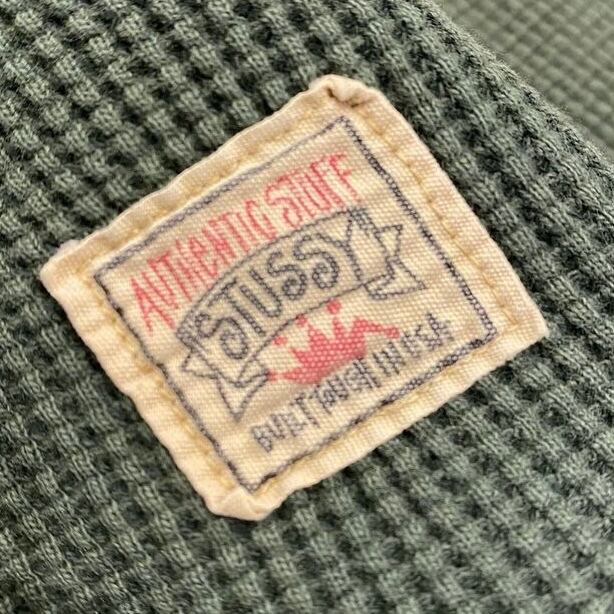 AUTHENTIC STUFF
STUSSY
BUILT TOUGH IN USA